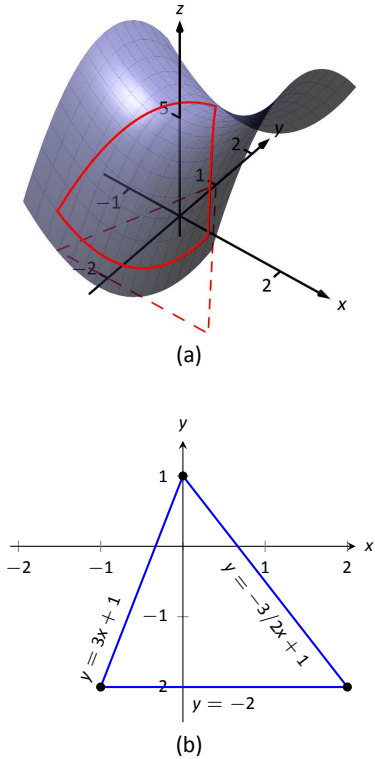 z
5
y
2
1
−1
−2
2
x
(a)
y
1
x
−2
−1
1
2
y = 3x + 1
y = −3/2x + 1
−1
2
y = −2
(b)